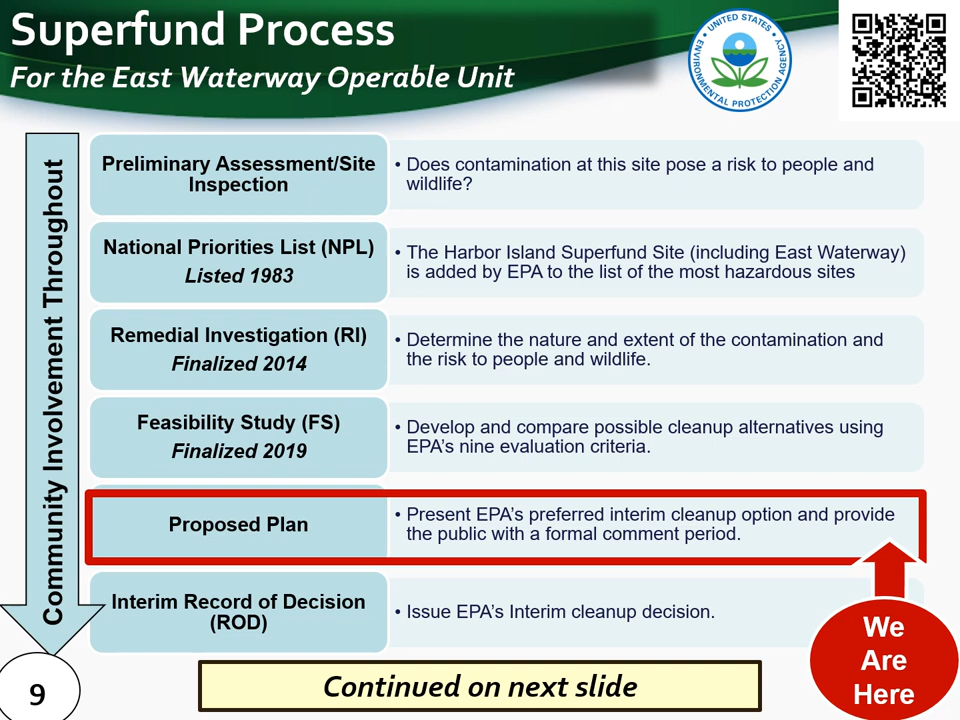 Superfund Process
For the East Waterway Operable Unit
UNITED STATES
ENVIRONMENTAL PROTECTION AGENCY
Community Involvement Throughout
Preliminary Assessment/Site
Inspection
• Does contamination at this site pose a risk to people and
wildlife?
National Priorities List (NPL)
Listed 1983
• The Harbor Island Superfund Site (including East Waterway)
is added by EPA to the list of the most hazardous sites
Remedial Investigation (RI)
Finalized 2014
• Determine the nature and extent of the contamination and
the risk to people and wildlife.
Feasibility Study (FS)
Finalized 2019
• Develop and compare possible cleanup alternatives using
EPA's nine evaluation criteria.
Proposed Plan
• Present EPA's preferred interim cleanup option and provide
the public with a formal comment period.
Interim Record of Decision
(ROD)
• Issue EPA's Interim cleanup decision.
We
Are
Here
Continued on next slide
9